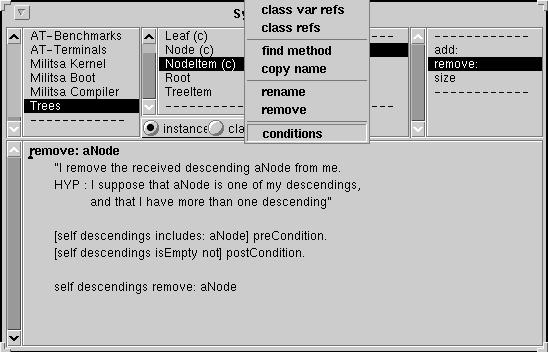 Sy
class var refs
class refs
find method
copy name
rename
remove
conditions
AT-Benchmarks
AT-Terminals
Militsa Kernel
Militsa Boot
Militsa Compiler
Trees
Leaf (c)
Node (c)
NodeItem (c)
Root
TreeItem
instance
cla
add:
remove:
size
remove: aNode
"I remove the received descending aNode from me.
HYP : I suppose that aNode is one of my descendings,
and that I have more than one descending"
[self descendings includes: aNode] preCondition.
[self descendings isEmpty not] postCondition.
self descendings remove: aNode